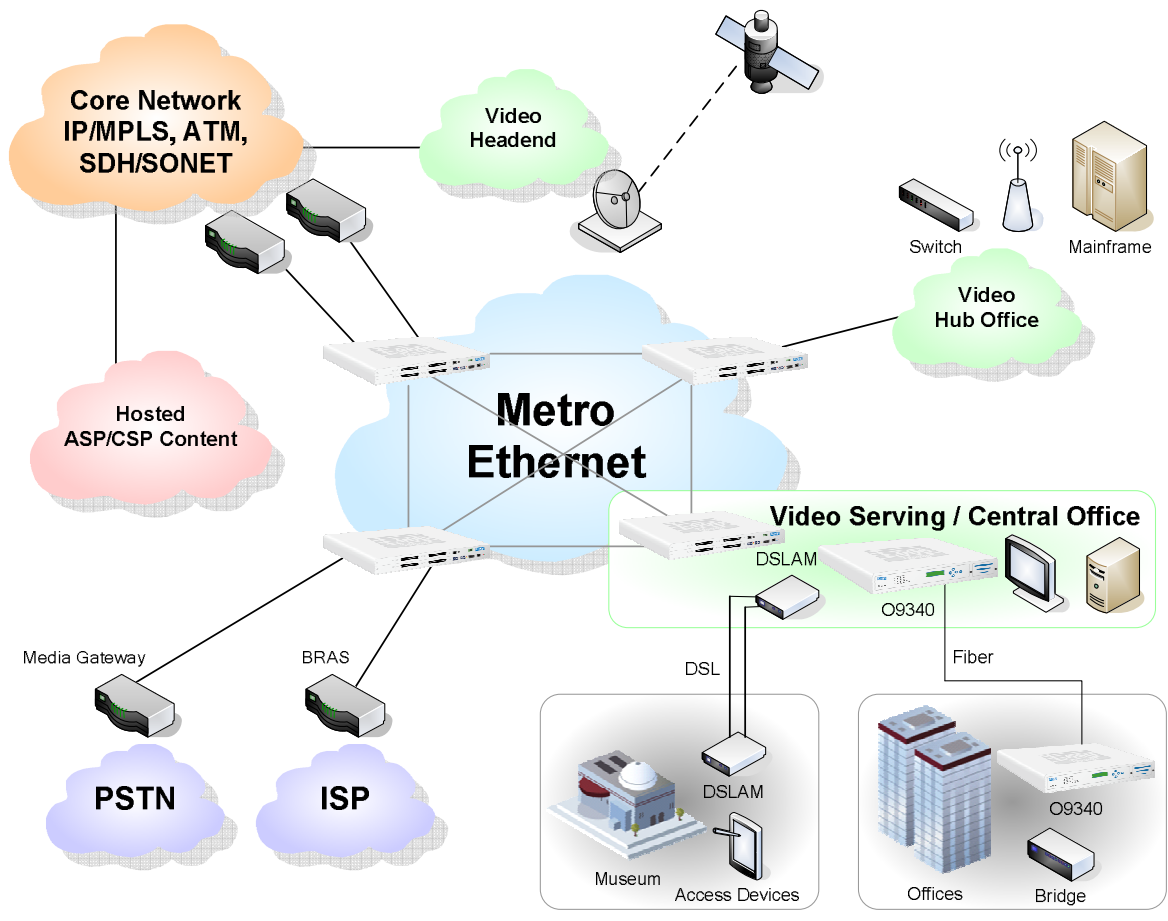 Core Network
IP/MPLS, ATM,
SDH/SONET
Video
Headend
Switch
Mainframe
Video
Hub Office
Hosted
ASP/CSP Content
Metro
Ethernet
Video Serving / Central Office
DSLAM
O9340
Media Gateway
BRAS
DSL
Fiber
PSTN
ISP
DSLAM
O9340
Museum
Access Devices
Offices
Bridge